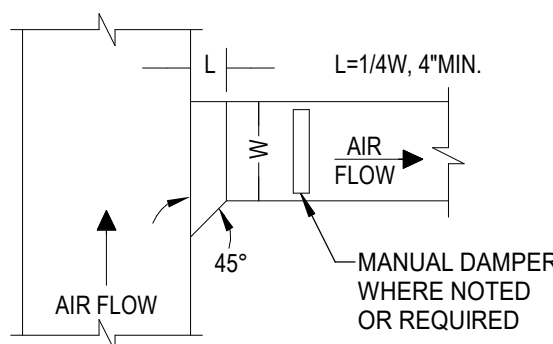 L
L=1/4W, 4"MIN.
W
AIR
FLOW
45°
MANUAL DAMPER
WHERE NOTED
OR REQUIRED
AIR FLOW